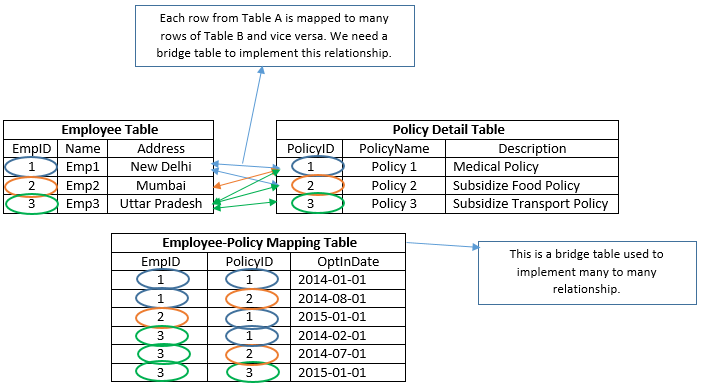 Each row from Table A is mapped to many
rows of Table B and vice versa. We need a
bridge table to implement this relationship.
Employee Table
EmpID Name Address
1 Emp1 New Delhi
2 Emp2 Mumbai
3 Emp3 Uttar Pradesh
Policy Detail Table
PolicyID PolicyName Description
1 Policy 1 Medical Policy
2 Policy 2 Subsidize Food Policy
3 Policy 3 Subsidize Transport Policy
Employee-Policy Mapping Table
EmpID PolicyID OptInDate
1 1 2014-01-01
1 2 2014-08-01
2 1 2015-01-01
3 1 2014-02-01
3 2 2014-07-01
3 3 2015-01-01
This is a bridge table used to
implement many to many
relationship.